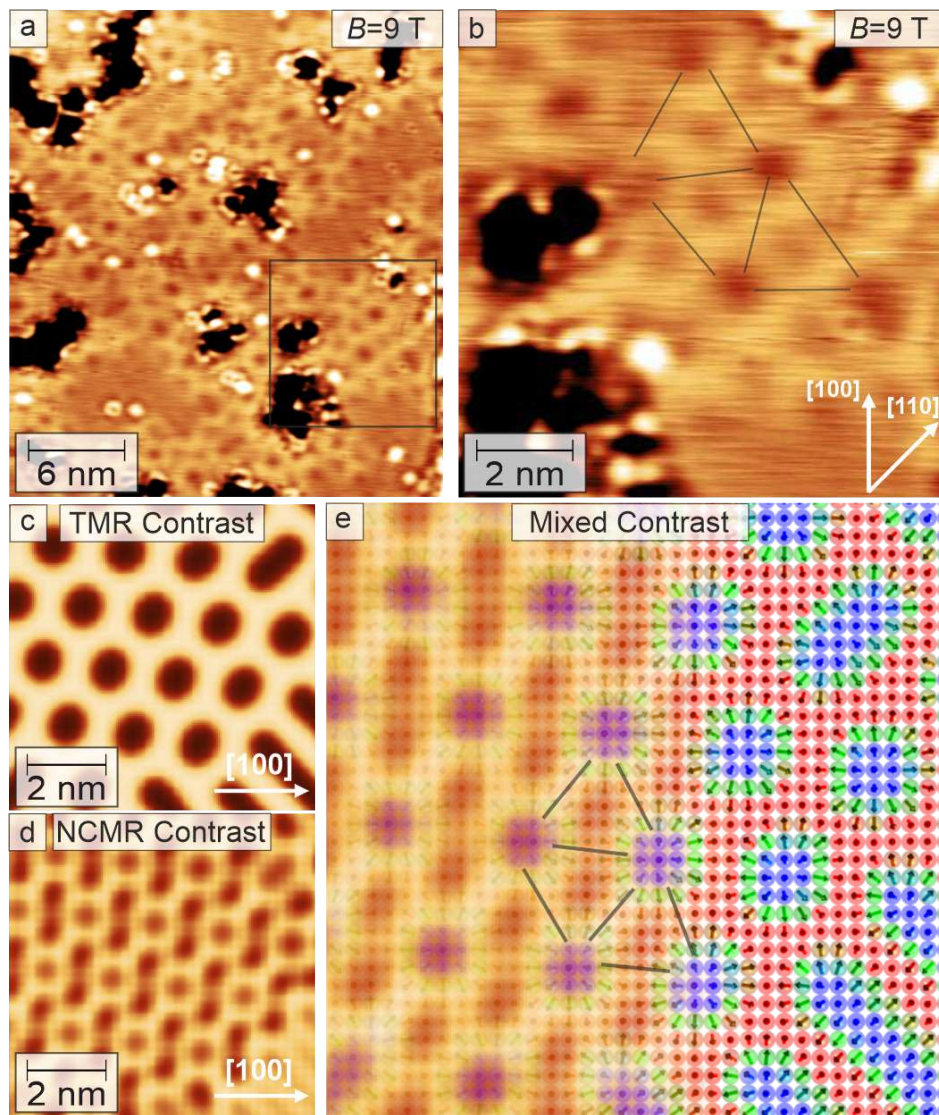 a
B=9 T
6 nm
b
B=9 T
[100]
[110]
2 nm
c
TMR Contrast
2 nm
[100]
d
NCMR Contrast
2 nm
[100]
e
Mixed Contrast